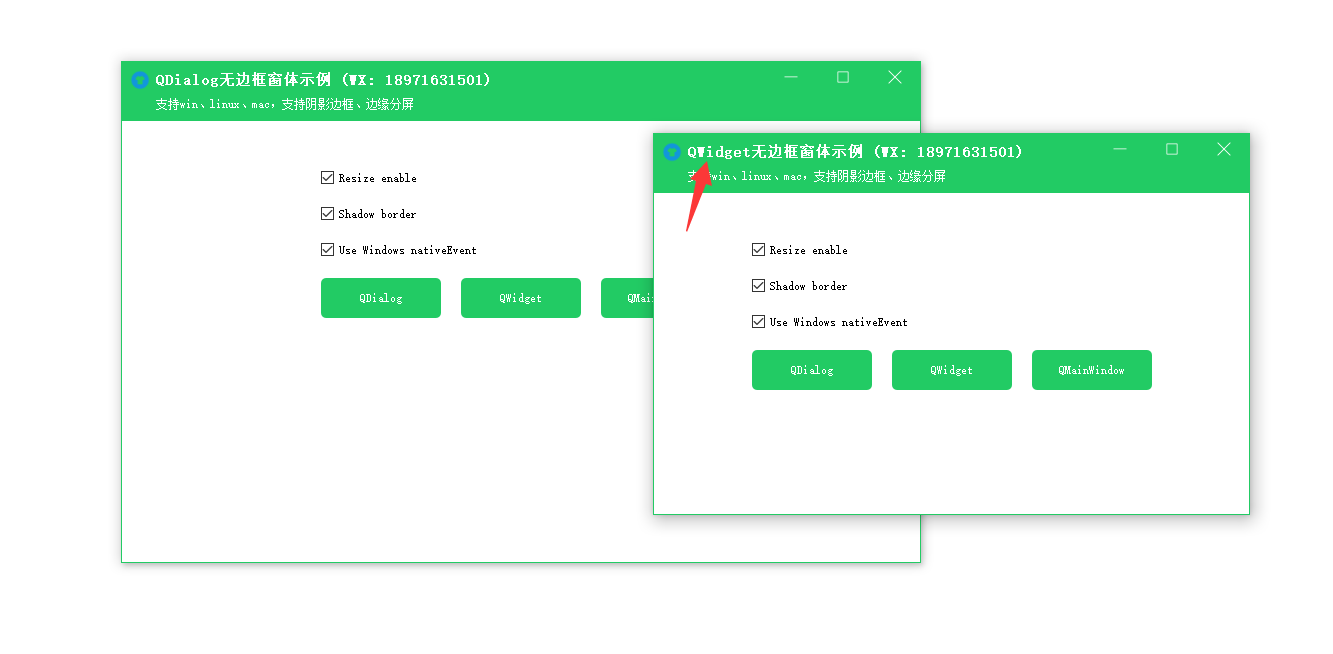 QDialog无边框窗体示例 (WX: 18971631501)
支持win、linux、mac，支持阴影边框、边缘分屏
Resize enable
Shadow border
Use Windows nativeEvent
QDialog
QWidget
QWidget无边框窗体示例 (WX: 18971631501)
win、linux、mac，支持阴影边框、边缘分屏
Resize enable
Shadow border
Use Windows nativeEvent
QDialog
QWidget
QMainWindow